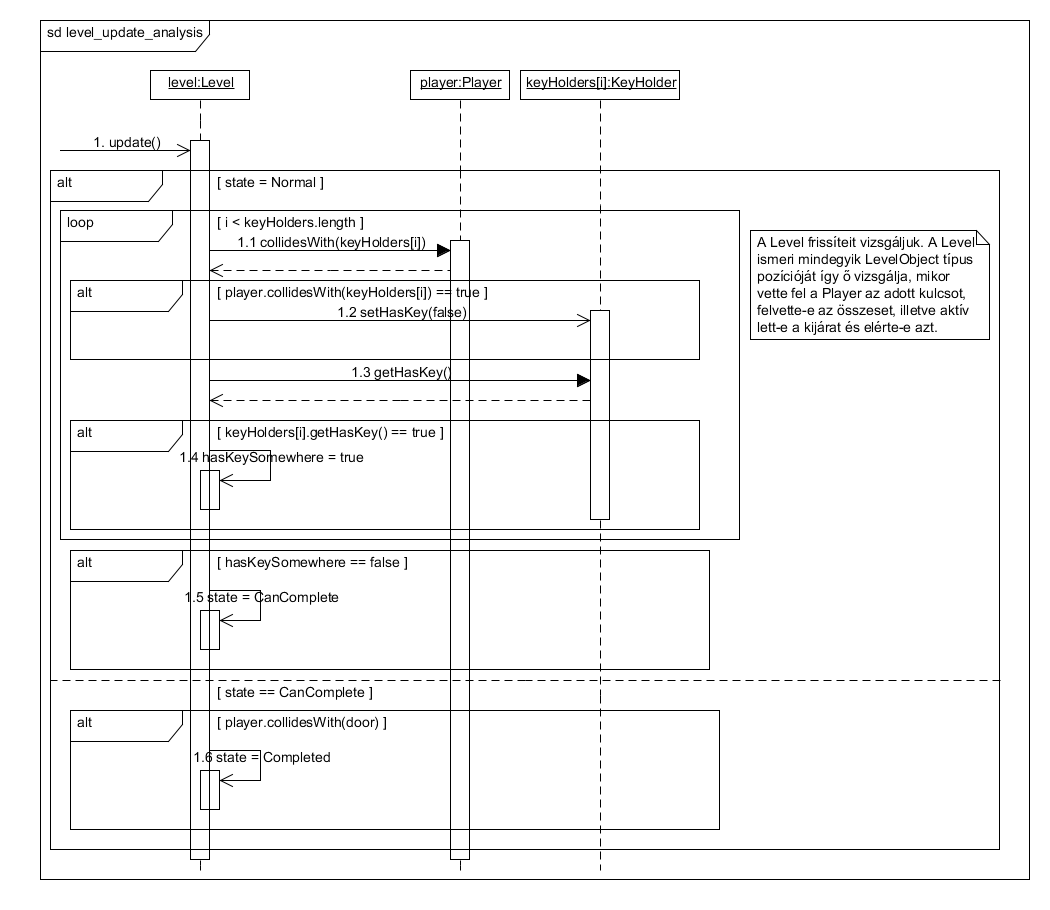 sd level_update_analysis
level:Level
player:Player
keyHolders[i]:KeyHolder
1. update()
alt
[ state = Normal ]
loop
[ i < keyHolders.length ]
1.1 collidesWith(keyHolders[i])
A Level frissíteit vizsgáljuk. A Level
ismeri mindegyik LevelObject típus
pozícióját így ő vizsgálja, mikor
vette fel a Player az adott kulcsot,
felvette-e az összeset, illetve aktív
lett-e a kijárat és elérte-e azt.
alt
[ player.collidesWith(keyHolders[i]) == true ]
1.2 setHasKey(false)
1.3 getHasKey()
alt
[ keyHolders[i].getHasKey() == true ]
1.4 hasKeySomewhere = true
alt
[ hasKeySomewhere == false ]
1.5 state = CanComplete
[ state == CanComplete ]
alt
[ player.collidesWith(door) ]
1.6 state = Completed